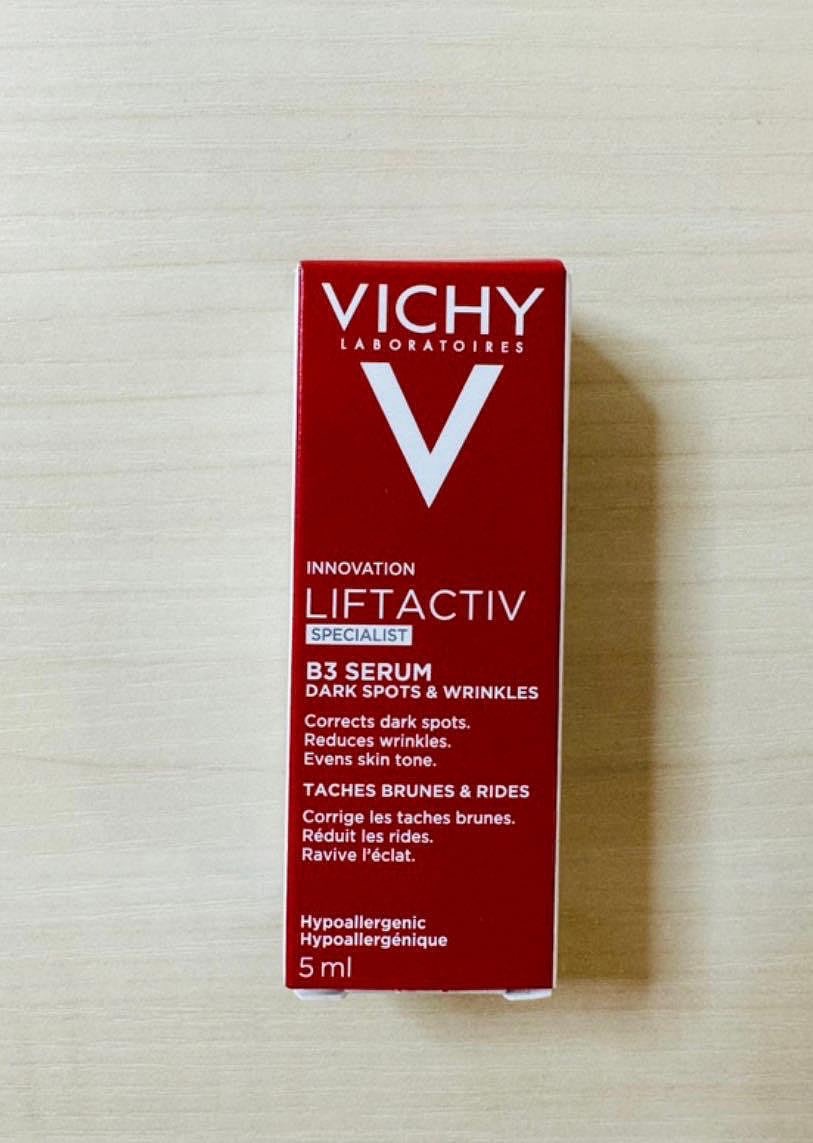 VICHY
LABORATOIRES
V
INNOVATION
LIFTACTIV
SPECIALIST
B3 SERUM
DARK SPOTS & WRINKLES
Corrects dark spots.
Reduces wrinkles.
Evens skin tone.
TACHES BRUNES & RIDES
Corrige les taches brunes.
Réduit les rides.
Ravive l'éclat.
Hypoallergenic
Hypoallergénique
5 ml